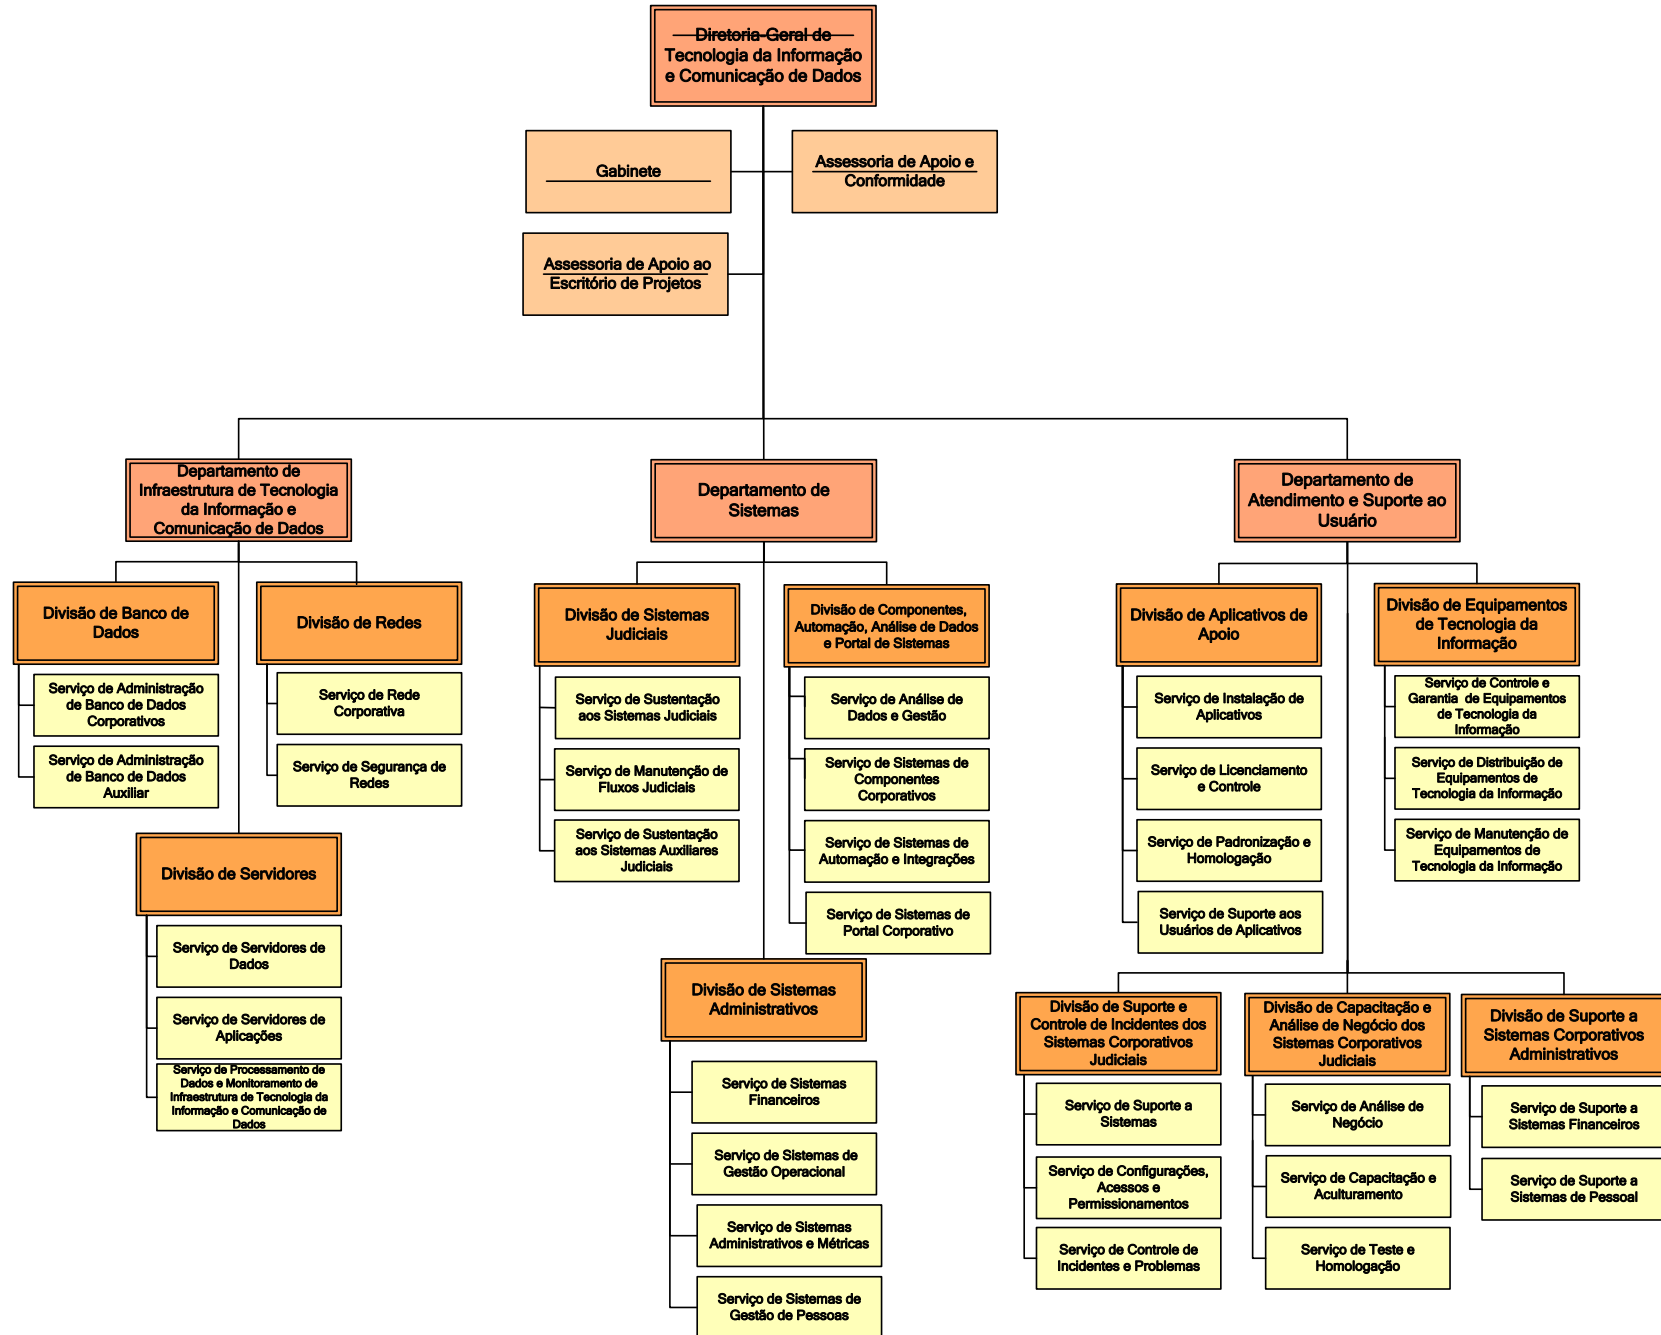 Diretoria-Geral de
Tecnologia da Informação
e Comunicação de Dados
Gabinete
Assessoria de Apoio e
Conformidade
Assessoria de Apoio ao
Escritório de Projetos
Departamento de
Infraestrutura de Tecnologia
da Informação e
Comunicação de Dados
Departamento de
Sistemas
Departamento de
Atendimento e Suporte ao
Usuário
Divisão de Banco de
Dados
Divisão de Redes
Serviço de Administração
de Banco de Dados
Corporativos
Serviço de Administração
de Banco de Dados
Auxiliar
Serviço de Rede
Corporativa
Serviço de Segurança de
Redes
Divisão de Servidores
Serviço de Servidores de
Dados
Serviço de Servidores de
Aplicações
Serviço de Processamento de
Dados e Monitoramento de
Infraestrutura de Tecnologia da
Informação e Comunicação de
Dados
Divisão de Sistemas
Judiciais
Serviço de Sustentação
aos Sistemas Judiciais
Serviço de Manutenção de
Fluxos Judiciais
Serviço de Sustentação
aos Sistemas Auxiliares
Judiciais
Divisão de Componentes,
Automação, Análise de Dados
e Portal de Sistemas
Serviço de Análise de
Dados e Gestão
Serviço de Sistemas de
Componentes
Corporativos
Serviço de Sistemas de
Automação e Integrações
Serviço de Sistemas de
Portal Corporativo
Divisão de Sistemas
Administrativos
Serviço de Sistemas
Financeiros
Serviço de Sistemas de
Gestão Operacional
Serviço de Sistemas
Administrativos e Métricas
Serviço de Sistemas de
Gestão de Pessoas
Divisão de Aplicativos de
Apoio
Serviço de Instalação de
Aplicativos
Serviço de Licenciamento
e Controle
Serviço de Padronização e
Homologação
Serviço de Suporte aos
Usuários de Aplicativos
Divisão de Equipamentos
de Tecnologia da
Informação
Serviço de Controle e
Garantia de Equipamentos
de Tecnologia da
Informação
Serviço de Distribuição de
Equipamentos de
Tecnologia da Informação
Serviço de Manutenção de
Equipamentos de
Tecnologia da Informação
Divisão de Suporte e
Controle de Incidentes dos
Sistemas Corporativos
Judiciais
Serviço de Suporte a
Sistemas
Serviço de Configurações,
Acessos e
Permissionamentos
Serviço de Controle de
Incidentes e Problemas
Divisão de Capacitação e
Análise de Negócio dos
Sistemas Corporativos
Judiciais
Serviço de Análise de
Negócio
Serviço de Capacitação e
Aculturamento
Serviço de Teste e
Homologação
Divisão de Suporte a
Sistemas Corporativos
Administrativos
Serviço de Suporte a
Sistemas Financeiros
Serviço de Suporte a
Sistemas de Pessoal